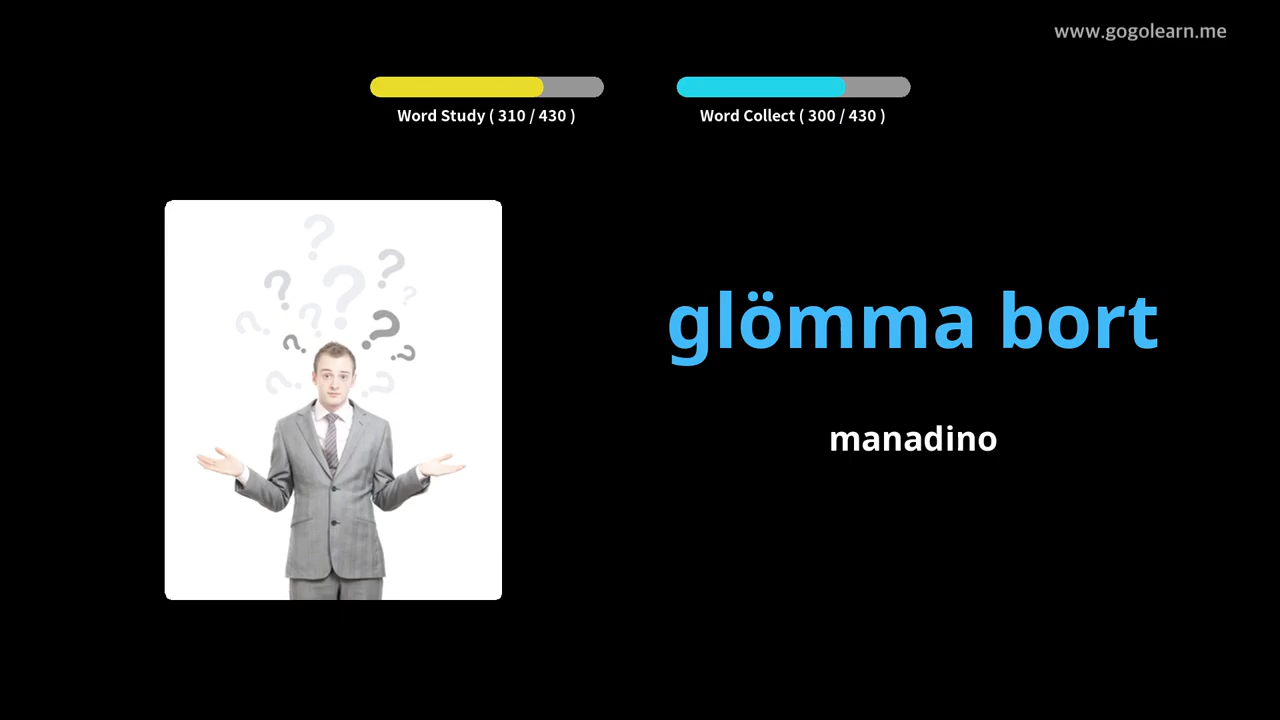 www.gogolearn.me
Word Study ( 310 / 430 )
Word Collect ( 300 / 430 )
glömma bort
manadino